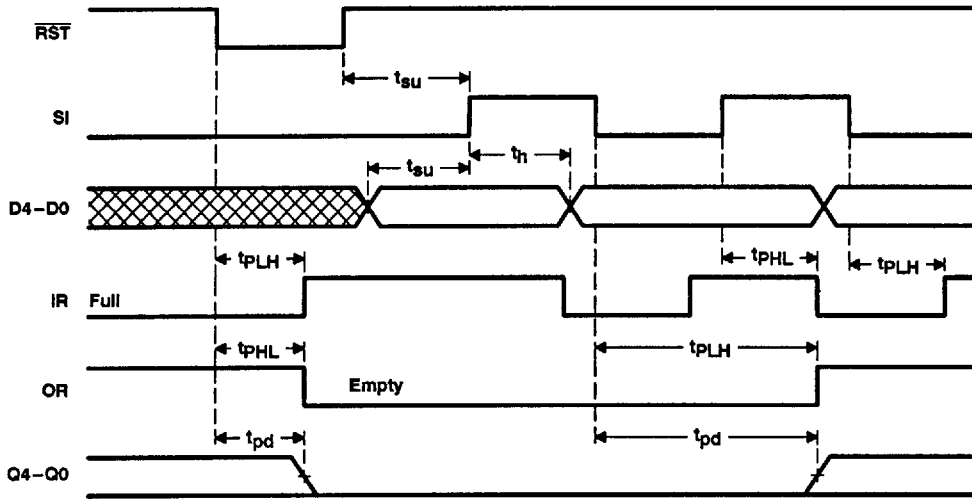 RST
tsu
SI
tsu
th
D4–D0
tPLH
tPHL
tPLH
IR
Full
tPHL
tPLH
OR
Empty
tpd
tpd
Q4–Q0